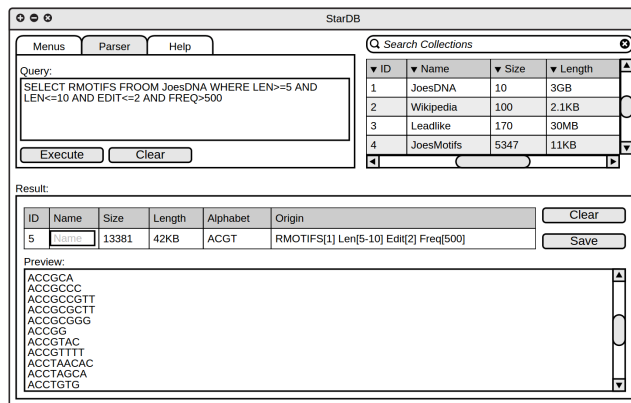 StarDB
Menus Parser Help
Search Collections
Query:
SELECT RMOTIFS FROOM JoesDNA WHERE LEN>=5 AND
LEN<=10 AND EDIT<=2 AND FREQ>500
Execute Clear
ID Name Size Length
1 JoesDNA 10 3GB
2 Wikipedia 100 2.1KB
3 Leadlike 170 30MB
4 JoesMotifs 5347 11KB
Result:
ID Name Size Length Alphabet Origin
5 Name 13381 42KB ACGT RMOTIFS[1] Len[5-10] Edit[2] Freq[500]
Clear
Save
Preview:
ACCGCA
ACCGCCC
ACCGCCGTT
ACCGCGCTT
ACCGCGGG
ACCGG
ACCGTAC
ACCGTTTT
ACCTAACAC
ACCTAGCA
ACCTGTG